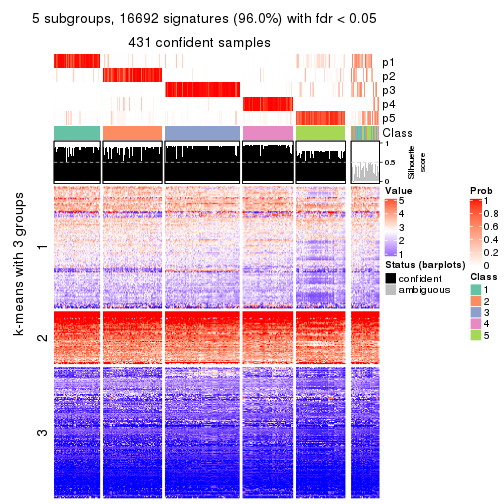 5 subgroups, 16692 signatures (96.0%) with fdr < 0.05
431 confident samples
p1
p2
p3
p4
p5
Class
1
0.5
0
Silhouette
score
k-means with 3 groups
1
2
3
Value
5
4
3
2
1
Status (barplots)
confident
ambiguous
Prob
1
0.8
0.6
0.4
0.2
0
Class
1
2
3
4
5